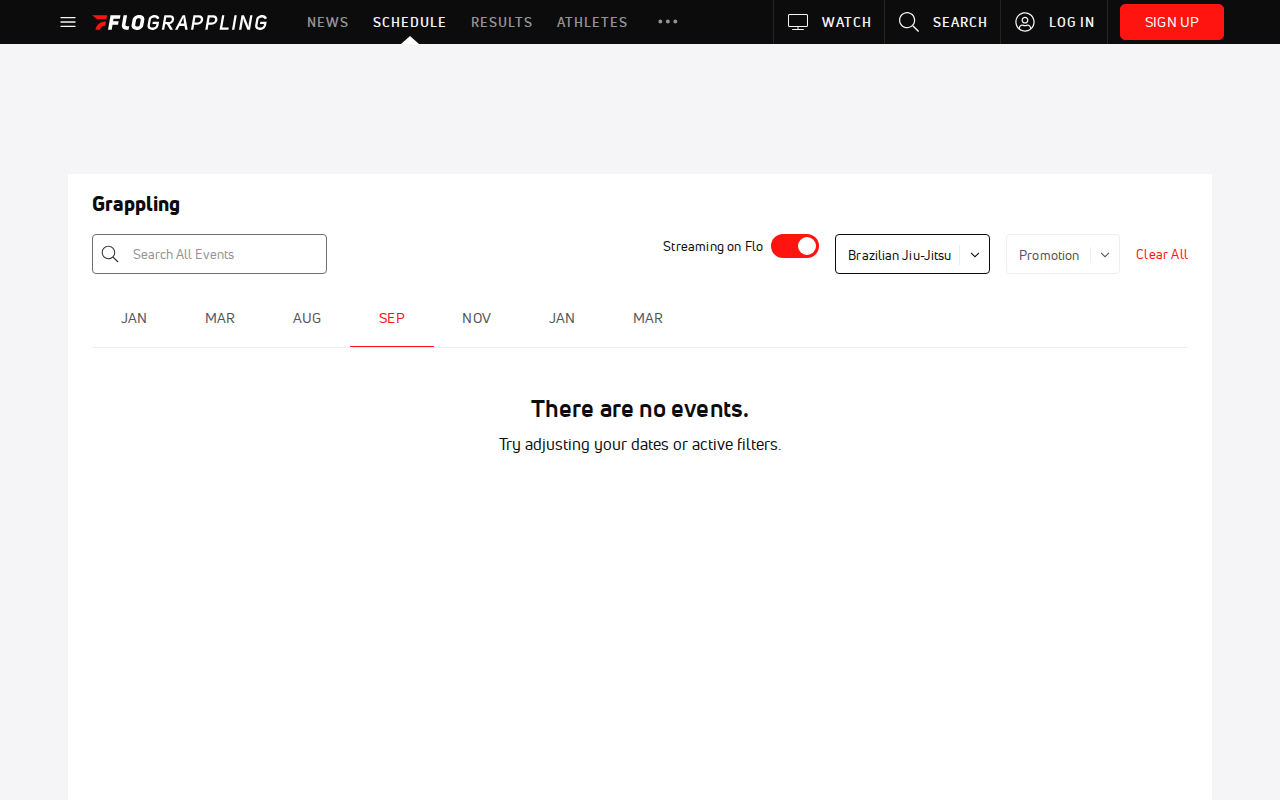 FLOGRAPPLING NEWS SCHEDULE RESULTS ATHLETES WATCH SEARCH LOG IN SIGN UP
Grappling
Search All Events Streaming on Flo Brazilian Jiu-Jitsu Promotion Clear All
JAN MAR AUG SEP NOV JAN MAR
There are no events.
Try adjusting your dates or active filters.